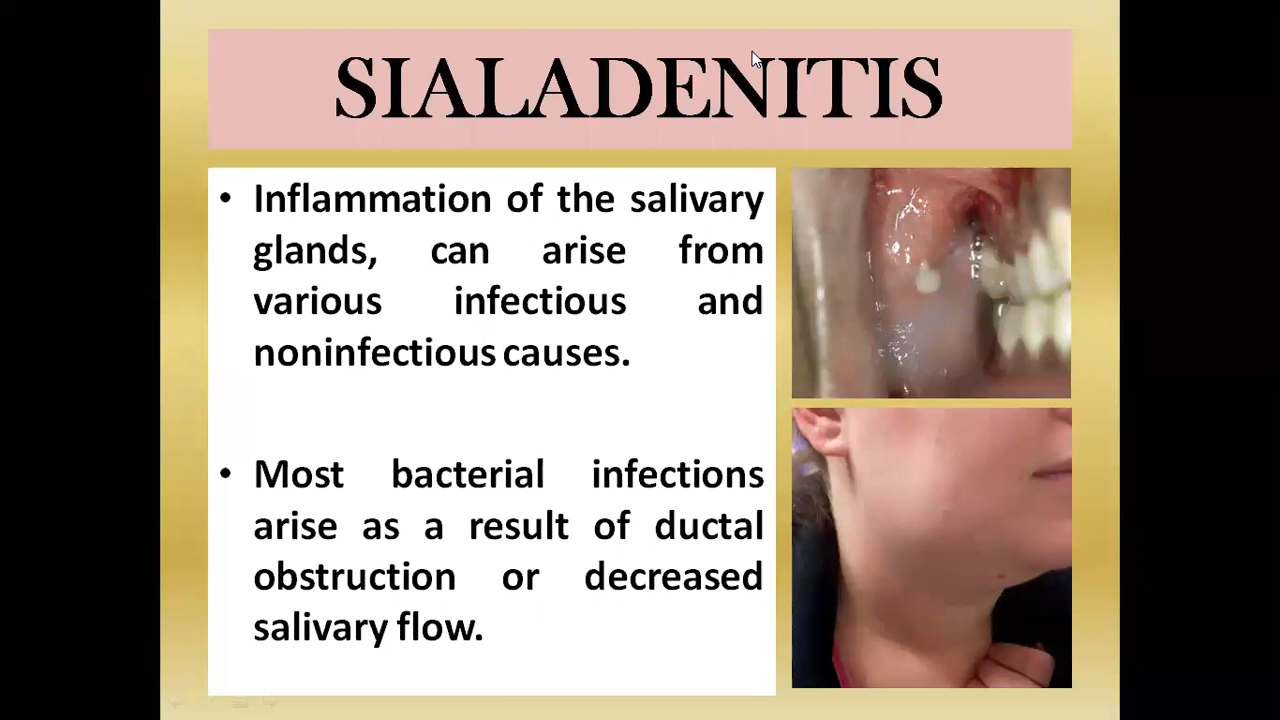 SIALADENITIS
• Inflammation of the salivary
glands, can arise from
various infectious and
noninfectious causes.
• Most bacterial infections
arise as a result of ductal
obstruction or decreased
salivary flow.